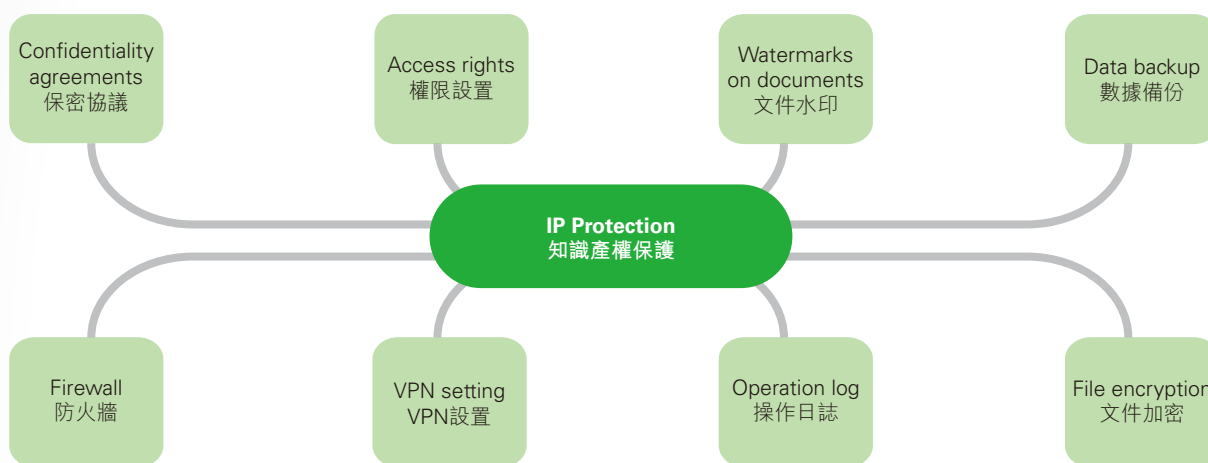 Confidentiality
agreements
保密協議
Access rights
權限設置
Watermarks
on documents
文件水印
Data backup
數據備份
IP Protection
知識產權保護
Firewall
防火牆
VPN setting
VPN設置
Operation log
操作日誌
File encryption
文件加密